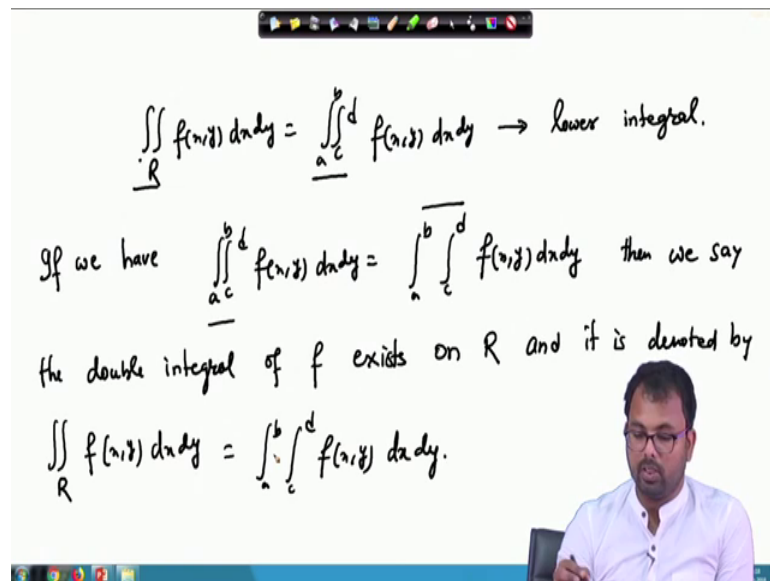 ∬_R f(x,y) dx dy = ∫_a^b ∫_c^d f(x,y) dx dy → lower integral.
If we have ∫_a^b ∫_c^d f(x,y) dx dy = ∫_a^b ∫_c^d f(x,y) dx dy then we say
the double integral of f exists on R and it is denoted by
∬_R f(x,y) dx dy = ∫_a^b ∫_c^d f(x,y) dx dy.